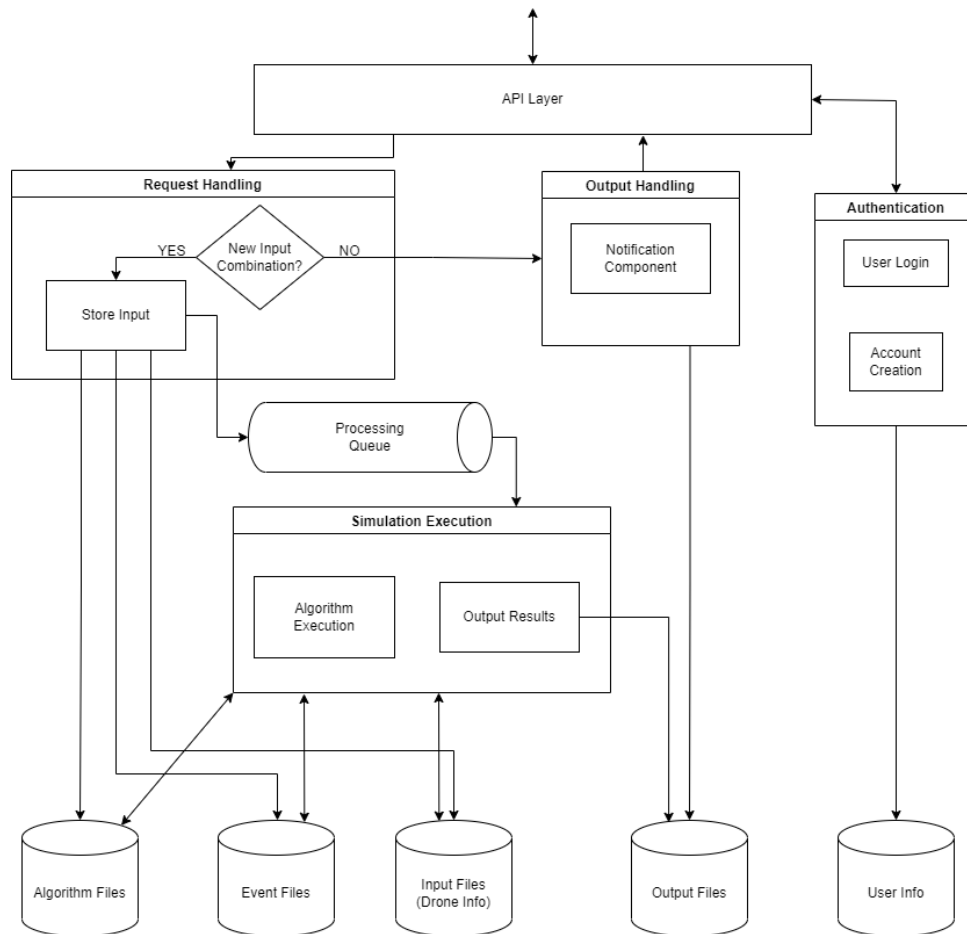 API Layer
Request Handling
Output Handling
Authentication
YES
New Input
Combination?
NO
Notification
Component
User Login
Store Input
Account
Creation
Processing
Queue
Simulation Execution
Algorithm
Execution
Output Results
Algorithm Files
Event Files
Input Files
(Drone Info)
Output Files
User Info